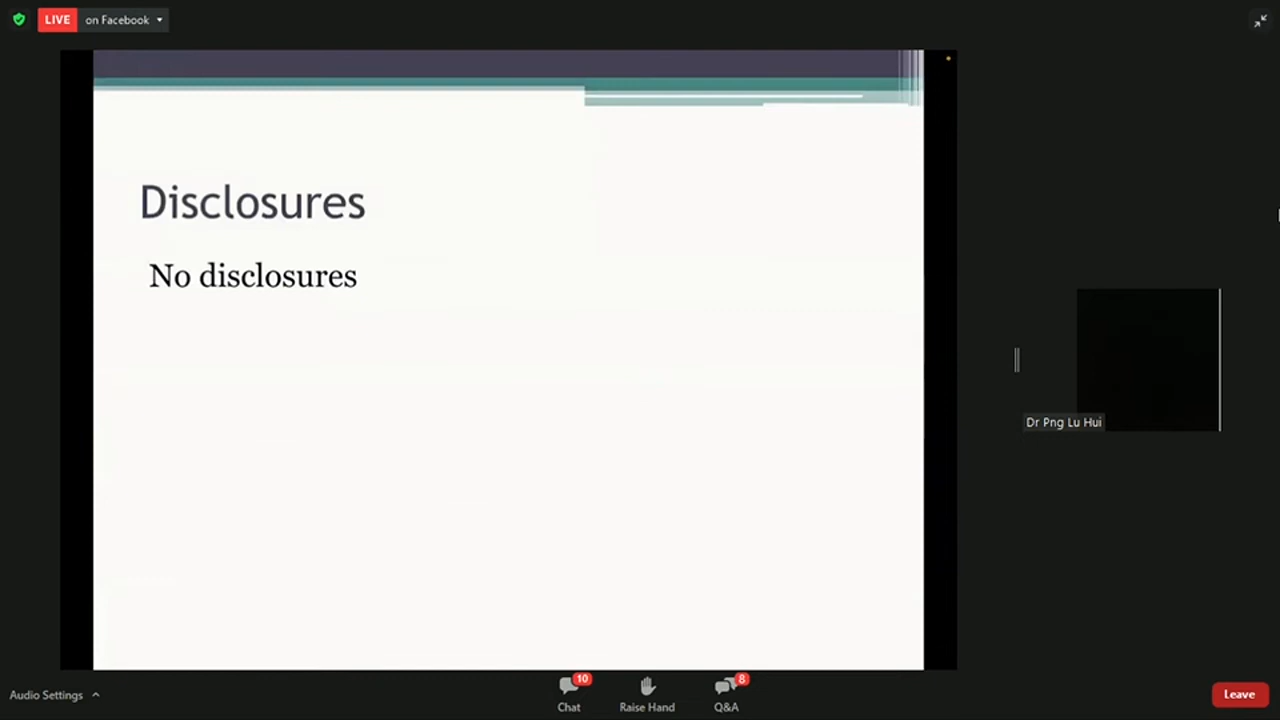 LIVE on Facebook
Disclosures
No disclosures
Dr Png Lu Hui
Audio Settings
10
Chat
Raise Hand
8
Q&A
Leave